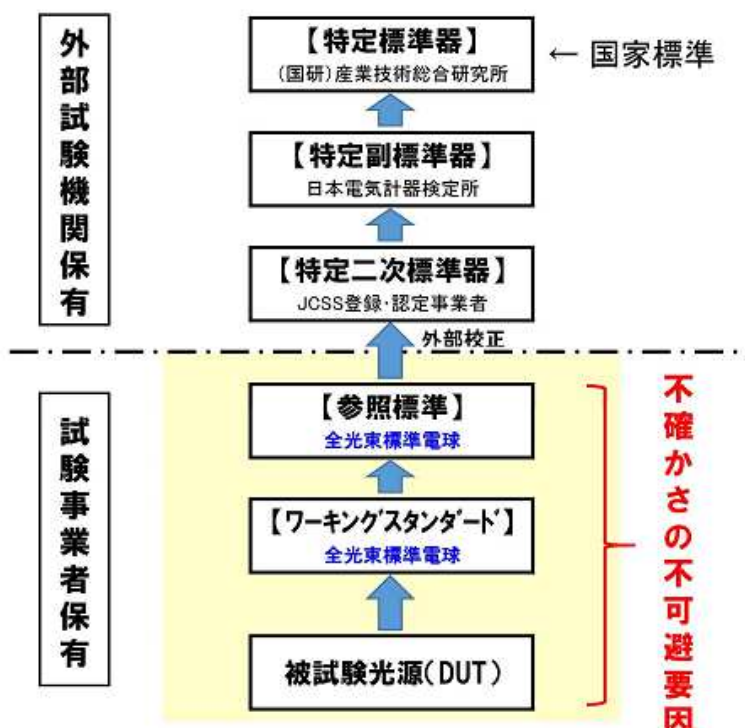 外部試験機関保有
【特定標準器】
(国研)産業技術総合研究所
← 国家標準
【特定副標準器】
日本電気計器検定所
【特定二次標準器】
JCSS登録・認定事業者
外部校正
試験事業者保有
【参照標準】
全光束標準電球
【ワーキングスタンダード】
全光束標準電球
被試験光源(DUT)
不確かさの不可避要因